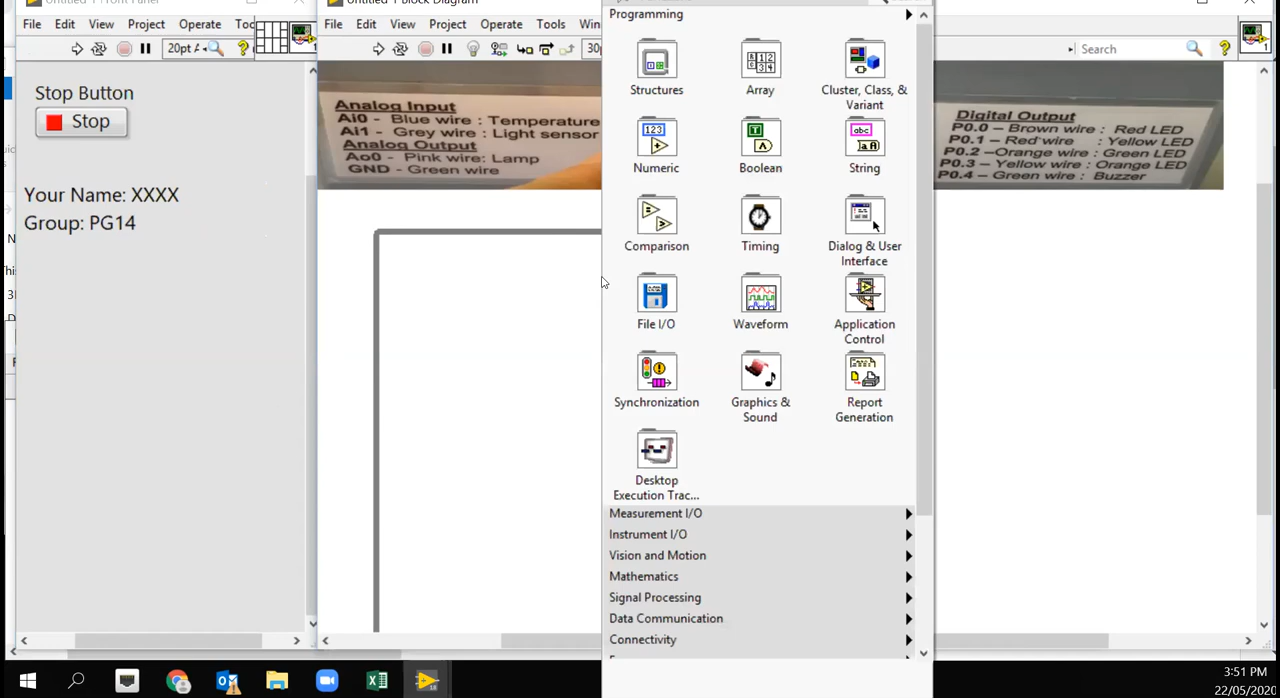 Untitled 1 Front Panel
File Edit View Project Operate
20pt
1
Stop Button
Stop
Your Name: XXXX
Group: PG14
Untitled 1 Block Diagram
File Edit View Project Operate Tools
Analog Input
Ai0 - Blue wire : Temperature
Ai1 - Grey wire : Light sensor
Analog Output
Ao0 - Pink wire: Lamp
GND - Green wire
Programming
Structures Array Cluster, Class, &
Variant
Numeric Boolean String
Comparison Timing Dialog & User
Interface
File I/O Waveform Application
Control
Synchronization Graphics &
Sound Report
Generation
Desktop
Execution Trac...
Measurement I/O
Instrument I/O
Vision and Motion
Mathematics
Signal Processing
Data Communication
Connectivity
Search
1
Digital Output
P0.0 – Brown wire : Red LED
P0.1 – Red wire : Yellow LED
P0.2 –Orange wire : Green LED
P0.3 – Yellow wire : Orange LED
P0.4 – Green wire : Buzzer
3:51 PM
22/05/2020